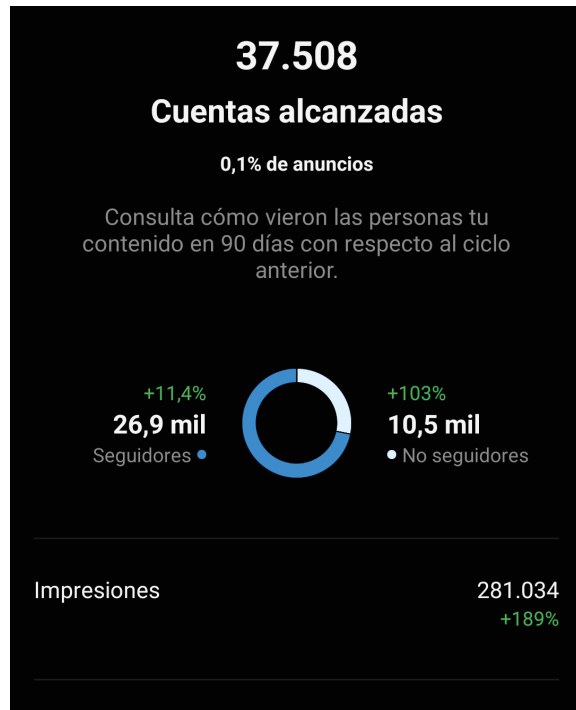 37.508
Cuentas alcanzadas
0,1% de anuncios
Consulta cómo vieron las personas tu
contenido en 90 días con respecto al ciclo
anterior.
+11,4%
26,9 mil
Seguidores
+103%
10,5 mil
No seguidores
Impresiones
281.034
+189%